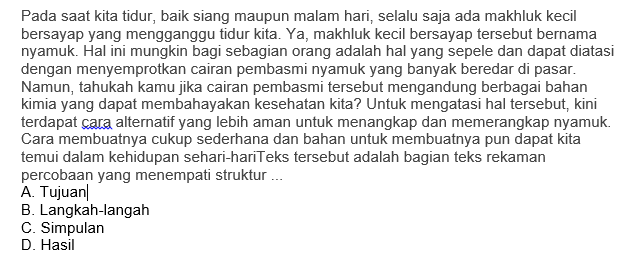 Pada saat kita tidur, baik siang maupun malam hari, selalu saja ada makhluk kecil
bersayap yang mengganggu tidur kita. Ya, makhluk kecil bersayap tersebut bernama
nyamuk. Hal ini mungkin bagi sebagian orang adalah hal yang sepele dan dapat diatasi
dengan menyemprotkan cairan pembasmi nyamuk yang banyak beredar di pasar.
Namun, tahukah kamu jika cairan pembasmi tersebut mengandung berbagai bahan
kimia yang dapat membahayakan kesehatan kita? Untuk mengatasi hal tersebut, kini
terdapat cara alternatif yang lebih aman untuk menangkap dan memerangkap nyamuk.
Cara membuatnya cukup sederhana dan bahan untuk membuatnya pun dapat kita
temui dalam kehidupan sehari-hariTeks tersebut adalah bagian teks rekaman
percobaan yang menempati struktur ...
A. Tujuan
B. Langkah-langah
C. Simpulan
D. Hasil